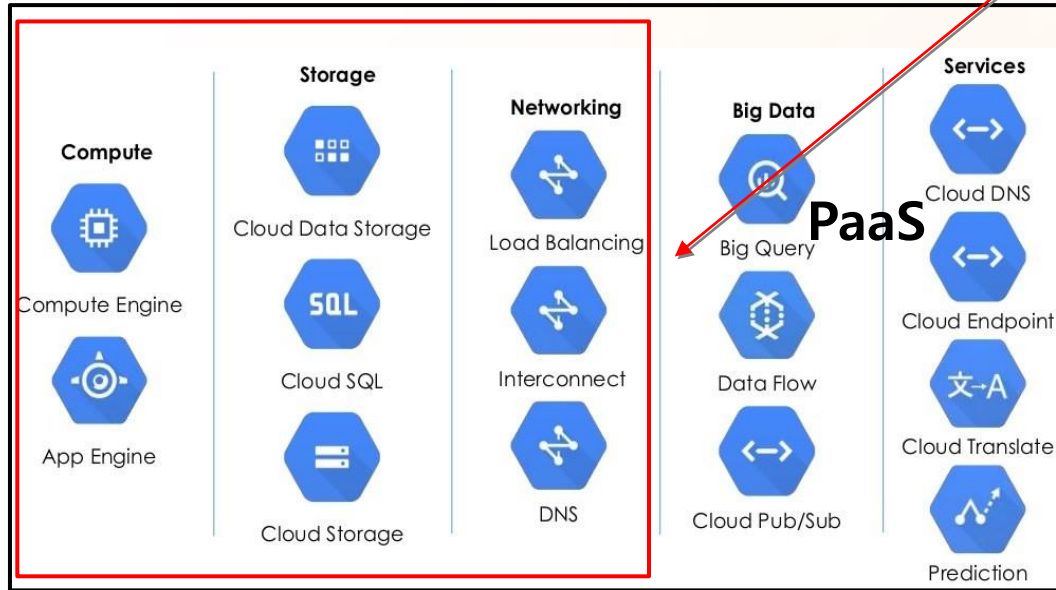 Compute
Compute Engine
App Engine
Storage
Cloud Data Storage
SQL
Cloud SQL
Cloud Storage
Networking
Load Balancing
Interconnect
DNS
Big Data
Big Query
Data Flow
Cloud Pub/Sub
PaaS
Services
Cloud DNS
Cloud Endpoint
文→A
Cloud Translate
Prediction